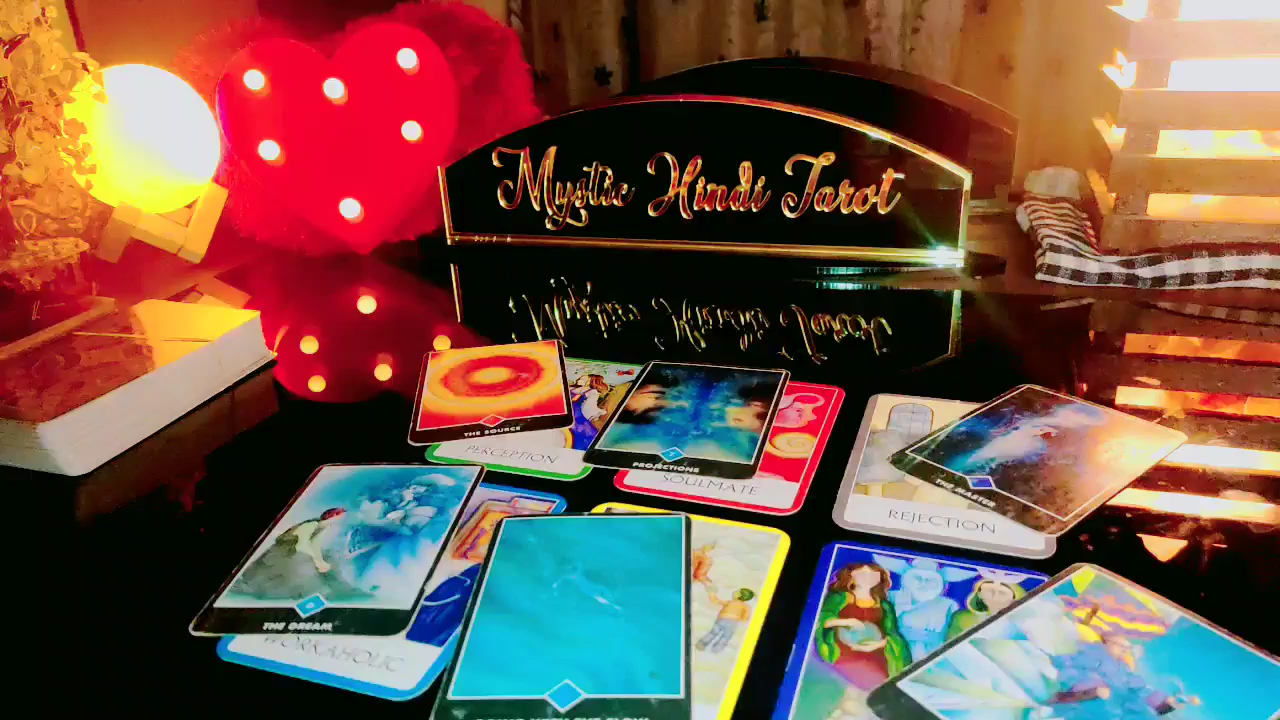 Mystic Hindi Tarot
THE SOURCE
PERCEPTION
PROJECTIONS
SOULMATE
THE MASTER
REJECTION
THE DREAM
WORKAHOLIC